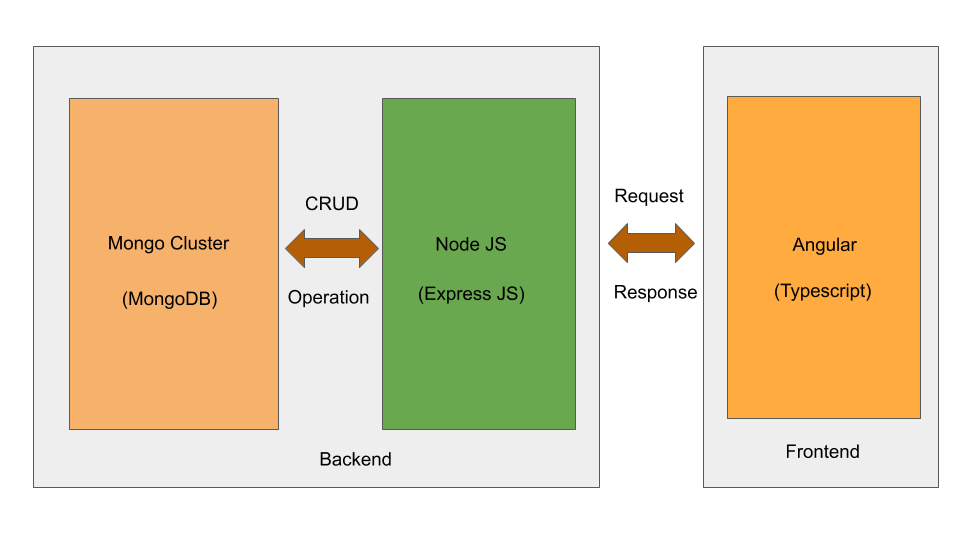 Mongo Cluster
(MongoDB)
CRUD
Operation
Node JS
(Express JS)
Backend
Request
Response
Angular
(Typescript)
Frontend